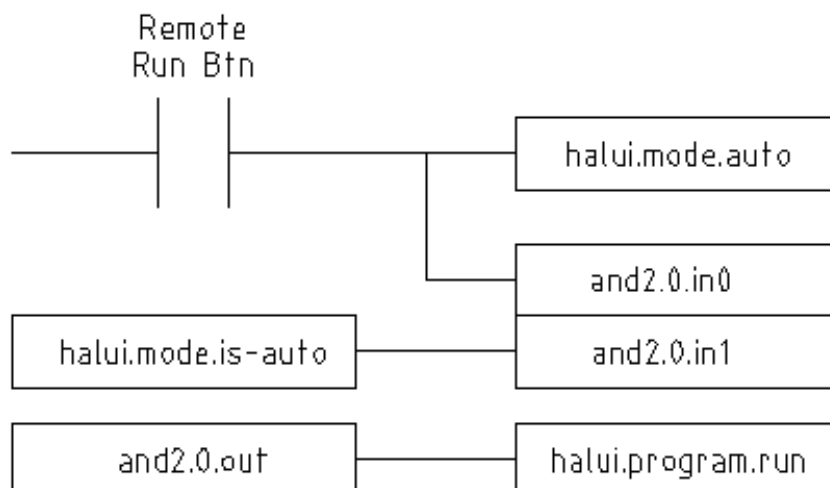 Remote
Run Btn
halui.mode.auto
and2.0.in0
halui.mode.is-auto
and2.0.in1
and2.0.out
halui.program.run